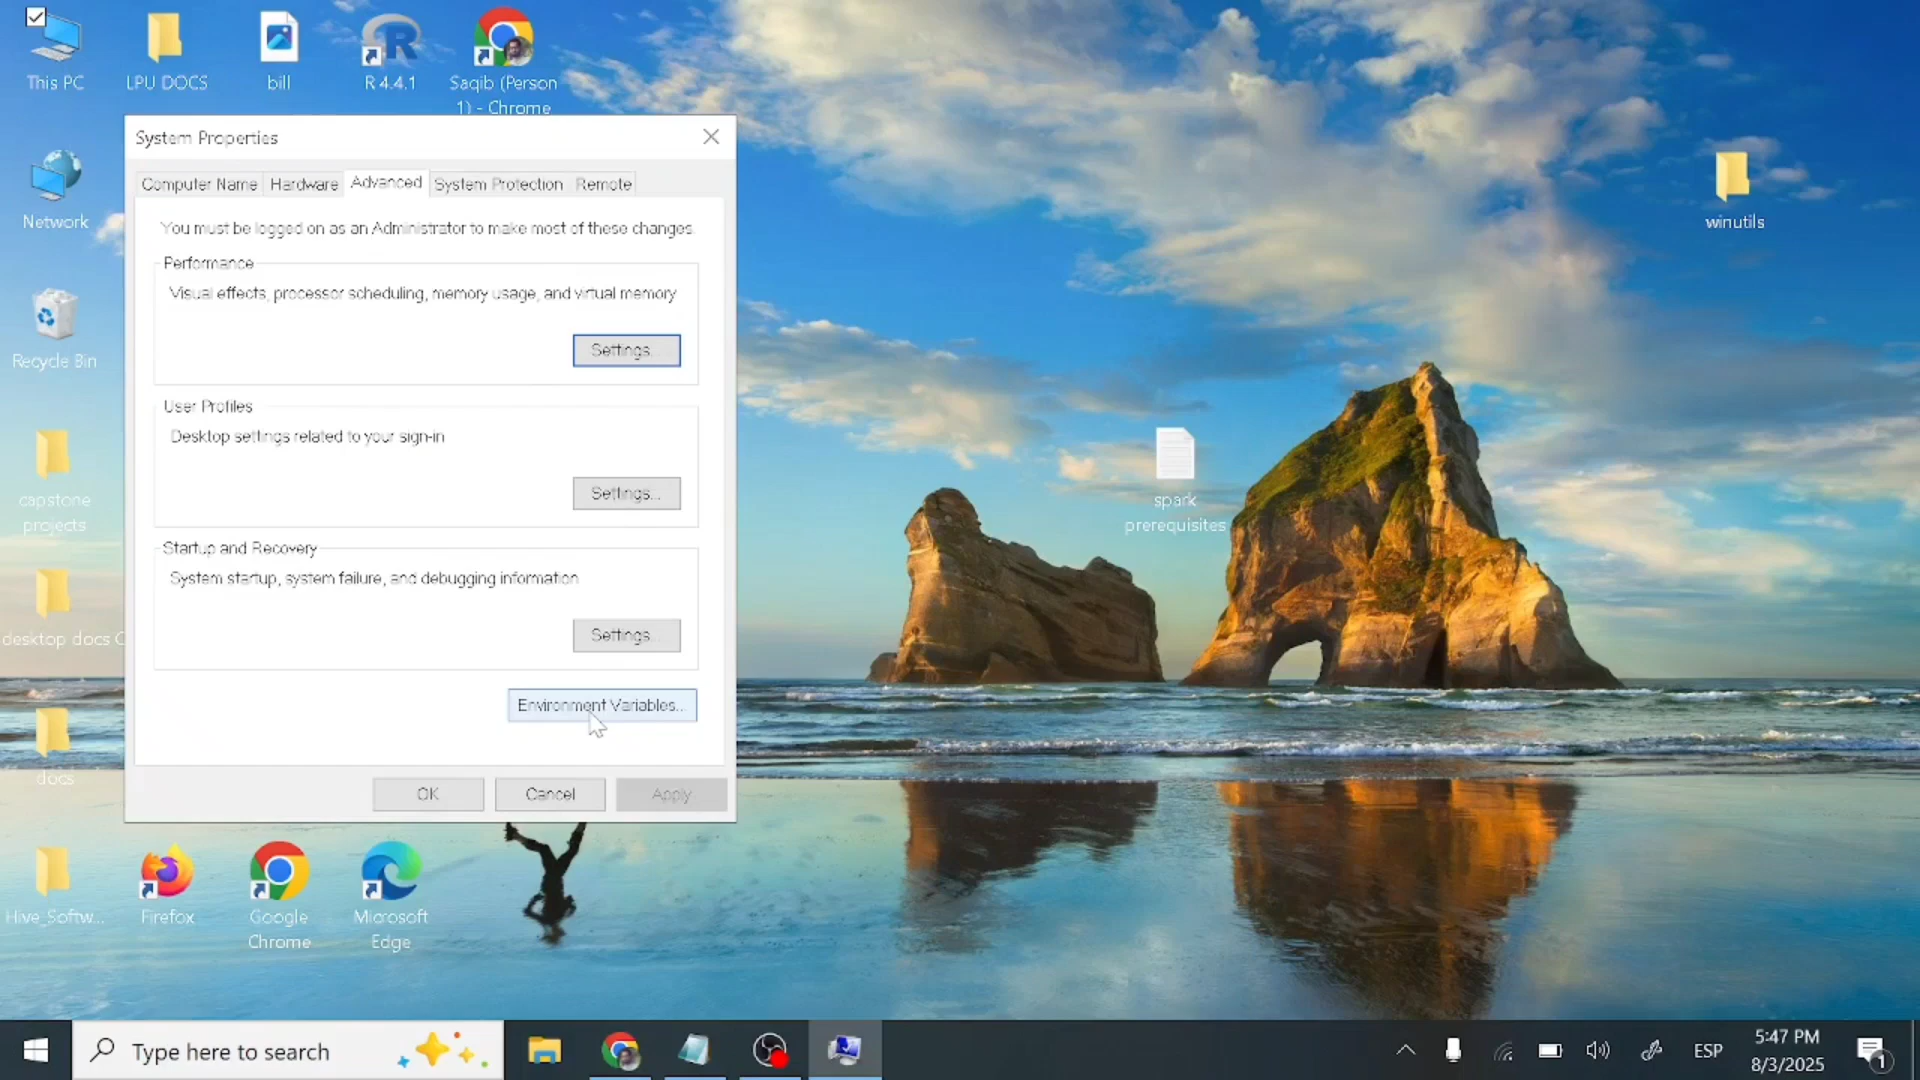 This PC
LPU DOCS
bill
R 4.4.1
Saqib (Person
1) - Chrome
System Properties
Computer Name
Hardware
Advanced
System Protection
Remote
You must be logged on as an Administrator to make most of these changes.
Performance
Visual effects, processor scheduling, memory usage, and virtual memory
Settings...
User Profiles
Desktop settings related to your sign-in
Settings...
Startup and Recovery
System startup, system failure, and debugging information
Settings...
Environment Variables...
OK
Cancel
Apply
Network
Recycle Bin
capstone
projects
desktop docs C
docs
Hive_Softw...
Firefox
Google
Chrome
Microsoft
Edge
winutils
spark
prerequisites
Type here to search
ESP
5:47 PM
8/3/2025
1